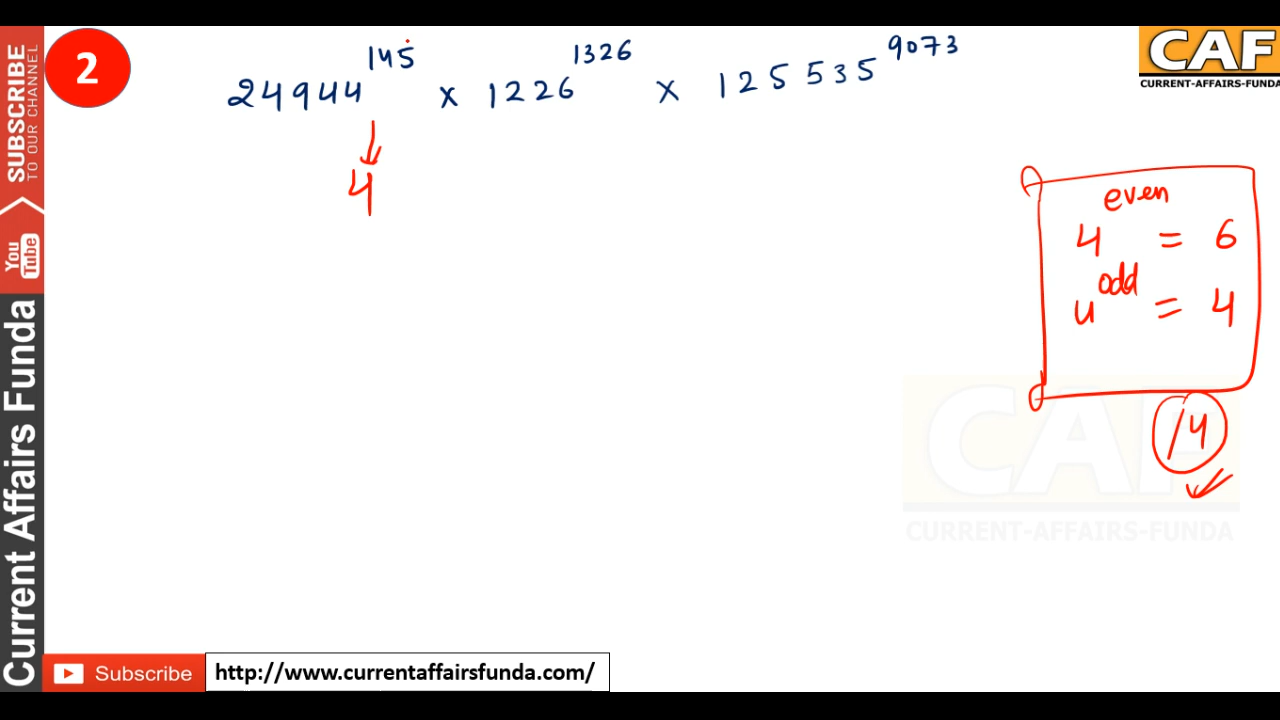 2
24944^145 x 1226^1326 x 125535^9073
4
even
4 = 6
odd
4 = 4
/4
CAF
CURRENT-AFFAIRS-FUNDA
SUBSCRIBE
TO OUR CHANNEL
You
Tube
Current Affairs Funda
CAF
CURRENT-AFFAIRS-FUNDA
Subscribe
http://www.currentaffairsfunda.com/